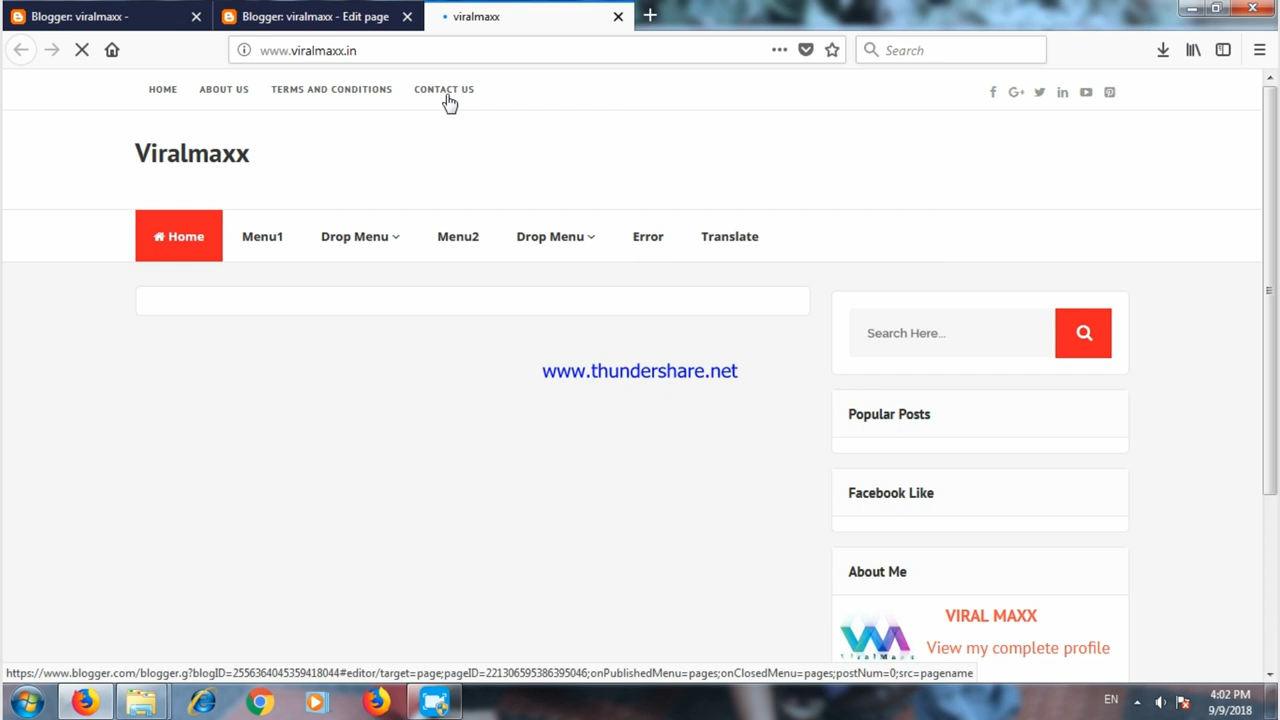 Blogger: viralmaxx -
Blogger: viralmaxx - Edit page
viralmaxx
www.viralmaxx.in
Search
HOME ABOUT US TERMS AND CONDITIONS CONTACT US
Viralmaxx
Home Menu1 Drop Menu Menu2 Drop Menu Error Translate
Search Here...
www.thundershare.net
Popular Posts
Facebook Like
About Me
VIRAL MAXX
View my complete profile
ViralMaxx
https://www.blogger.com/blogger.g?blogID=2556364045359418044#editor/target=page;pageID=221306595386395046;onPublishedMenu=pages;onClosedMenu=pages;postNum=0;src=pagename
EN
4:02 PM
9/9/2018